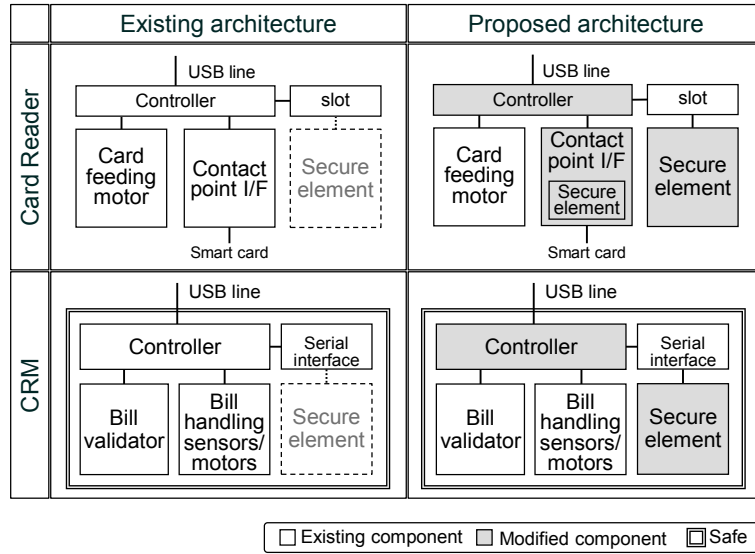 Existing architecture
Proposed architecture
Card Reader
USB line
Controller
slot
Card
feeding
motor
Contact
point I/F
Secure
element
Smart card
USB line
Controller
slot
Card
feeding
motor
Contact
point I/F
Secure
element
Secure
element
Smart card
CRM
USB line
Controller
Serial
interface
Bill
validator
Bill
handling
sensors/
motors
Secure
element
USB line
Controller
Serial
interface
Bill
validator
Bill
handling
sensors/
motors
Secure
element
Existing component
Modified component
Safe